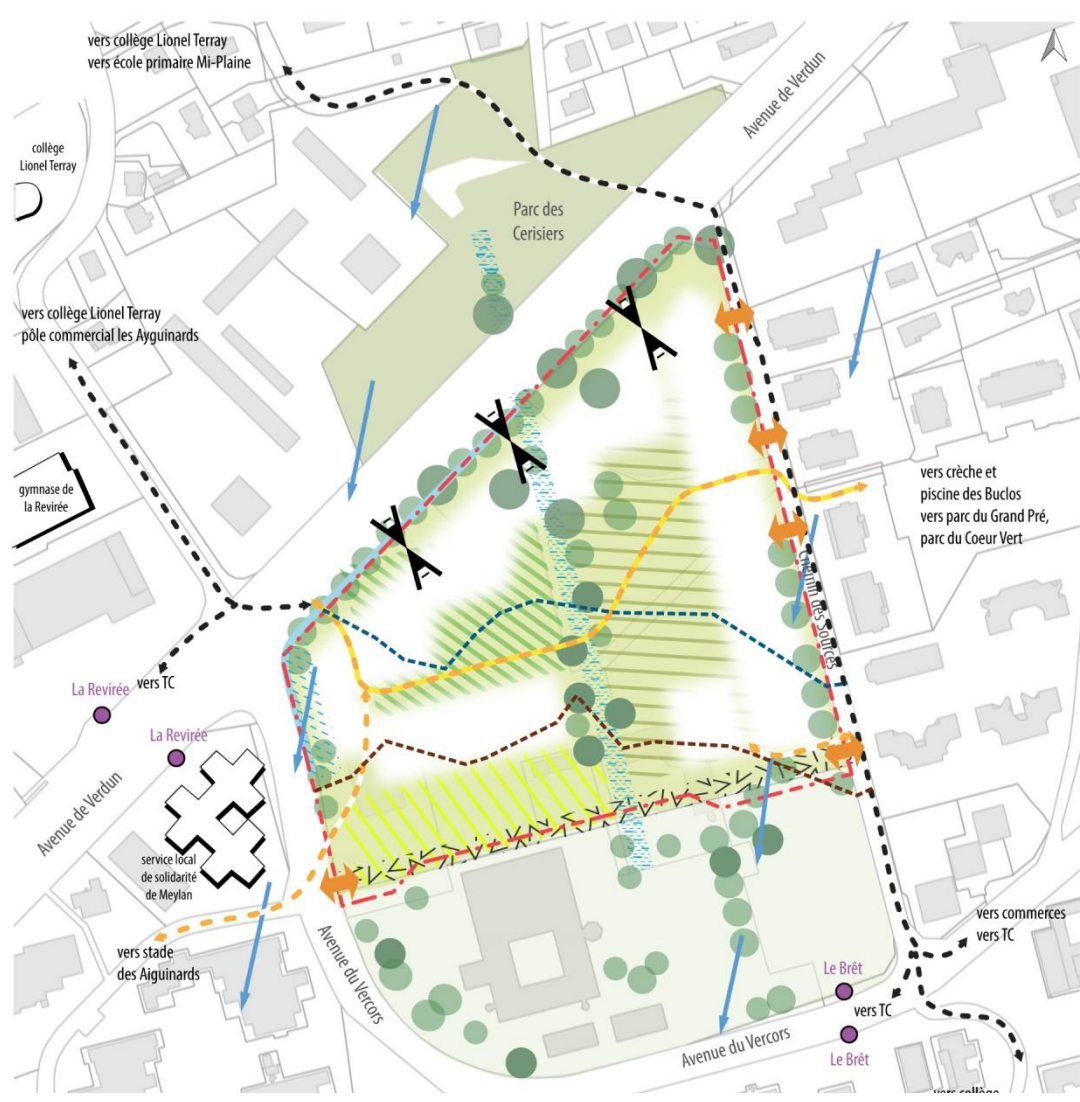 vers collège Lionel Terray
vers école primaire Mi-Plaine
Avenue de Verdun
collège
Lionel Terray
Parc des
Cerisiers
vers collège Lionel Terray
pôle commercial les Ayguinards
gymnase de
la Revirée
vers crèche et
piscine des Buclos
vers parc du Grand Pré,
parc du Coeur Vert
Chemin des Sources
vers TC
La Revirée
La Revirée
Avenue de Verdun
service local
de solidarité
de Meylan
vers stade
des Aiguinards
Avenue du Vercors
vers commerces
vers TC
Le Brêt
vers TC
Avenue du Vercors
Le Brêt
vers collège